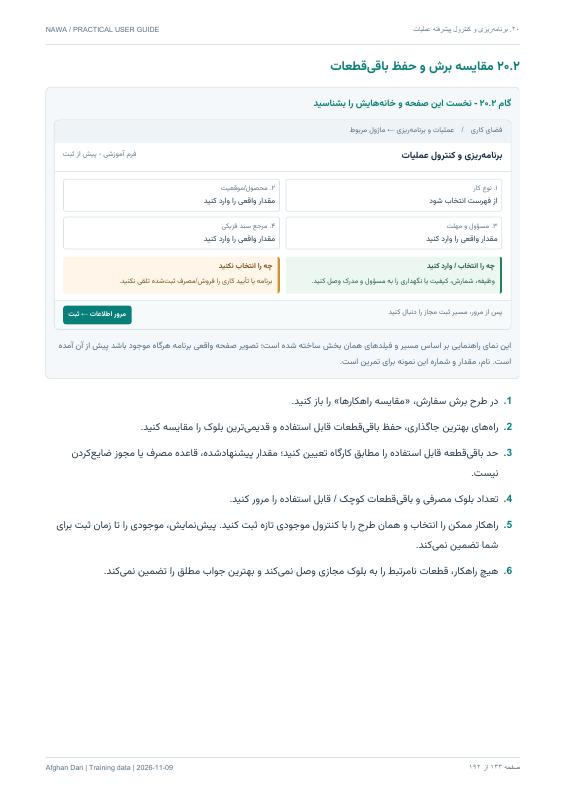 ۲۰. برنامه‌ریزی و کنترول پیشرفته عملیات
NAWA / PRACTICAL USER GUIDE
۲۰.۲ مقایسه برش و حفظ باقی‌قطعات
گام ۲۰.۲ - نخست این صفحه و خانه‌هایش را بشناسید
فضای کاری / عملیات و برنامه‌ریزی ← ماژول مربوط
برنامه‌ریزی و کنترول عملیات
فرم آموزشی - پیش از ثبت
۱. نوع کار
از فهرست انتخاب شود
۲. محصول/موقعیت
مقدار واقعی را وارد کنید
۳. مسؤول و مهلت
مقدار واقعی را وارد کنید
۴. مرجع سند فزیکی
مقدار واقعی را وارد کنید
چه را انتخاب / وارد کنید
وظیفه، شمارش، کیفیت یا نگهداری را به مسؤول و مدرک وصل کنید.
چه را انتخاب نکنید
برنامه یا تأیید کاری را فروش/مصرف ثبت‌شده تلقی نکنید.
پس از مرور، مسیر ثبت مجاز را دنبال کنید
مرور اطلاعات ← ثبت
این نمای راهنمایی بر اساس مسیر و فیلدهای همان بخش ساخته شده است؛ تصویر صفحه واقعی برنامه هرگاه موجود باشد پیش از آن آمده
است. نام، مقدار و شماره این نمونه برای تمرین است.
1. در طرح برش سفارش، «مقایسه راهکارها» را باز کنید.
2. راه‌های بهترین جاگذاری، حفظ باقی‌قطعات قابل استفاده و قدیمی‌ترین بلوک را مقایسه کنید.
3. حد باقی‌قطعه قابل استفاده را مطابق کارگاه تعیین کنید؛ مقدار پیشنهادشده، قاعده مصرف یا مجوز ضایع‌کردن
نیست.
4. تعداد بلوک مصرفی و باقی‌قطعات کوچک / قابل استفاده را مرور کنید.
5. راهکار ممکن را انتخاب و همان طرح را با کنترول موجودی تازه ثبت کنید. پیش‌نمایش، موجودی را تا زمان ثبت برای
شما تضمین نمی‌کند.
6. هیچ راهکار، قطعات نامرتبط را به بلوک مجازی وصل نمی‌کند و بهترین جواب مطلق را تضمین نمی‌کند.
صفحه ۱۳۳ از ۱۹۲
Afghan Dari | Training data | 2026-11-09